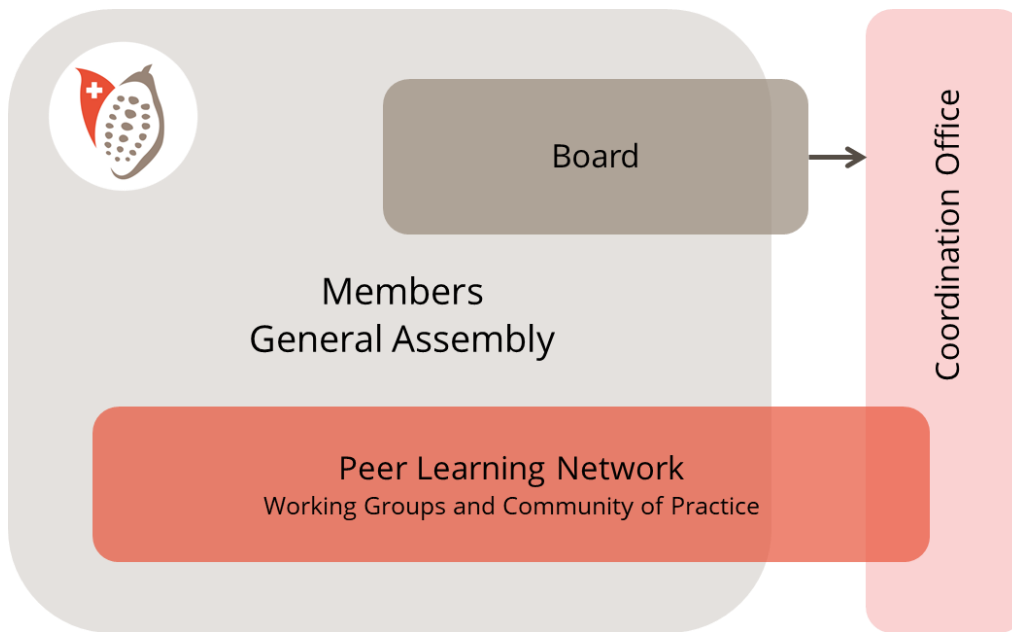 Board
Coordination Office
Members
General Assembly
Peer Learning Network
Working Groups and Community of Practice